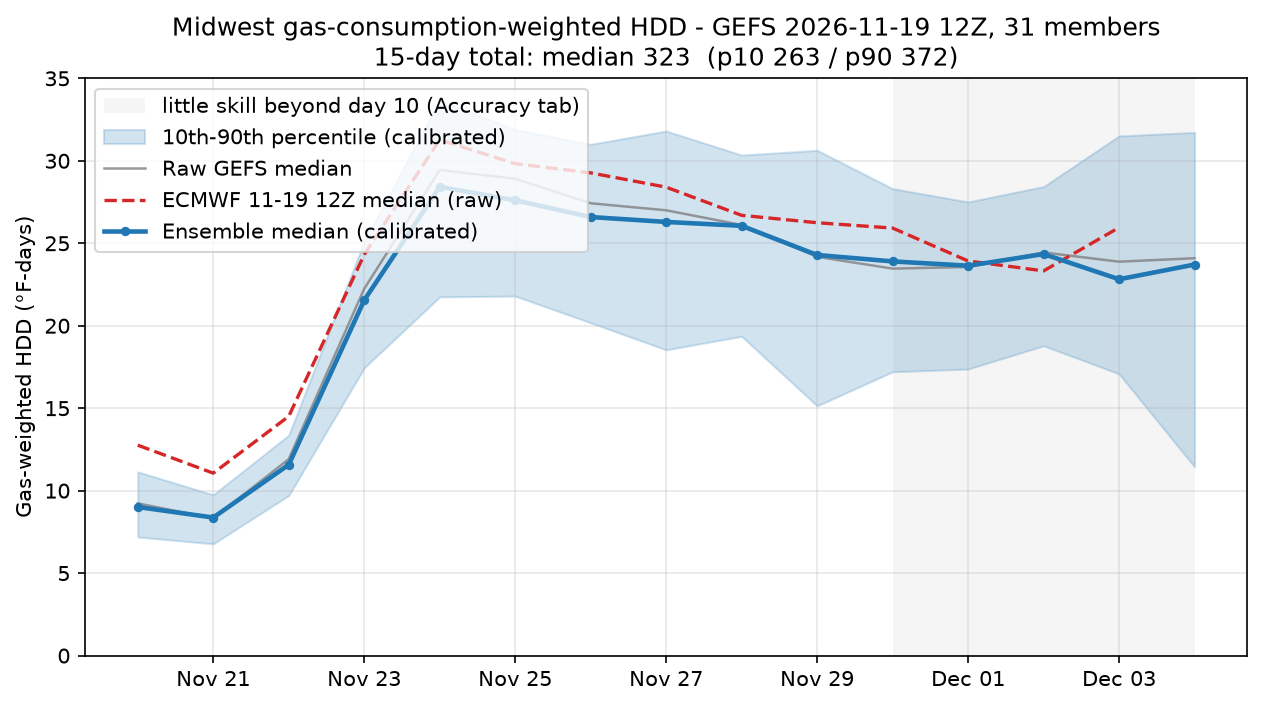 Midwest gas-consumption-weighted HDD - GEFS 2026-11-19 12Z, 31 members
15-day total: median 323  (p10 263 / p90 372)
35
30
25
20
15
10
5
0
Gas-weighted HDD (°F-days)
little skill beyond day 10 (Accuracy tab)
10th-90th percentile (calibrated)
Raw GEFS median
ECMWF 11-19 12Z median (raw)
Ensemble median (calibrated)
Nov 21 Nov 23 Nov 25 Nov 27 Nov 29 Dec 01 Dec 03